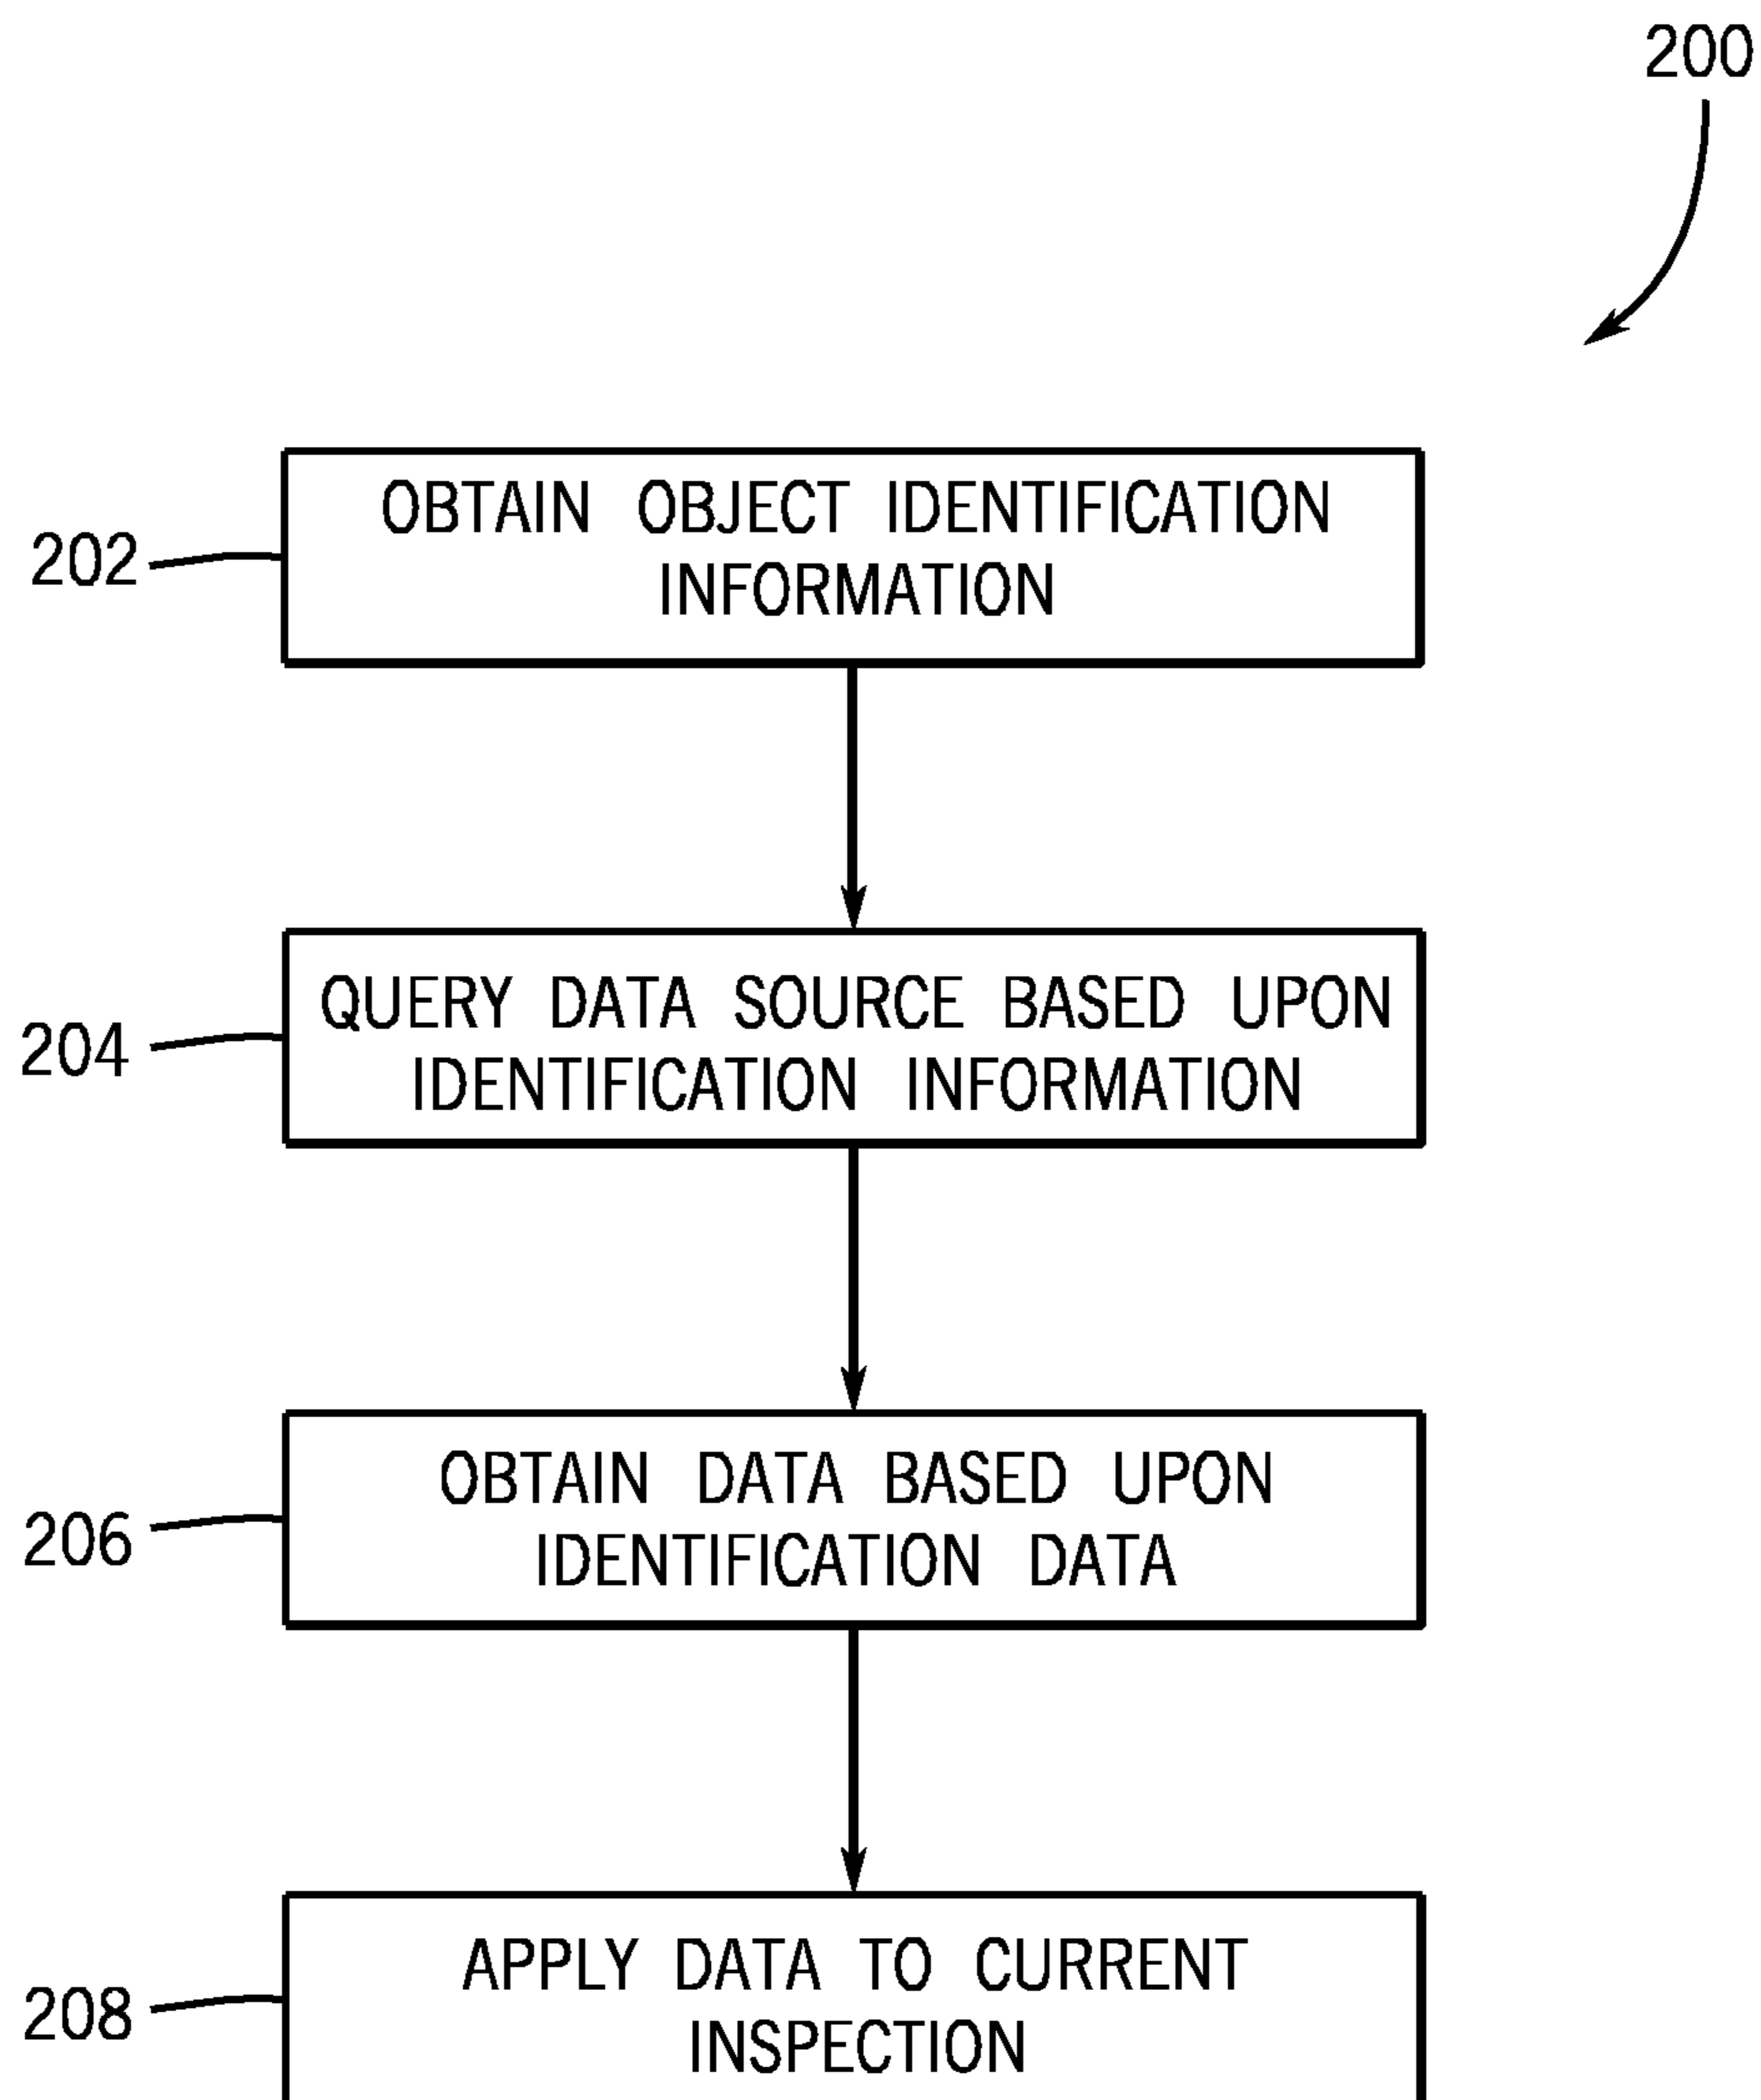 200
202
OBTAIN OBJECT IDENTIFICATION
INFORMATION
204
QUERY DATA SOURCE BASED UPON
IDENTIFICATION INFORMATION
206
OBTAIN DATA BASED UPON
IDENTIFICATION DATA
208
APPLY DATA TO CURRENT
INSPECTION